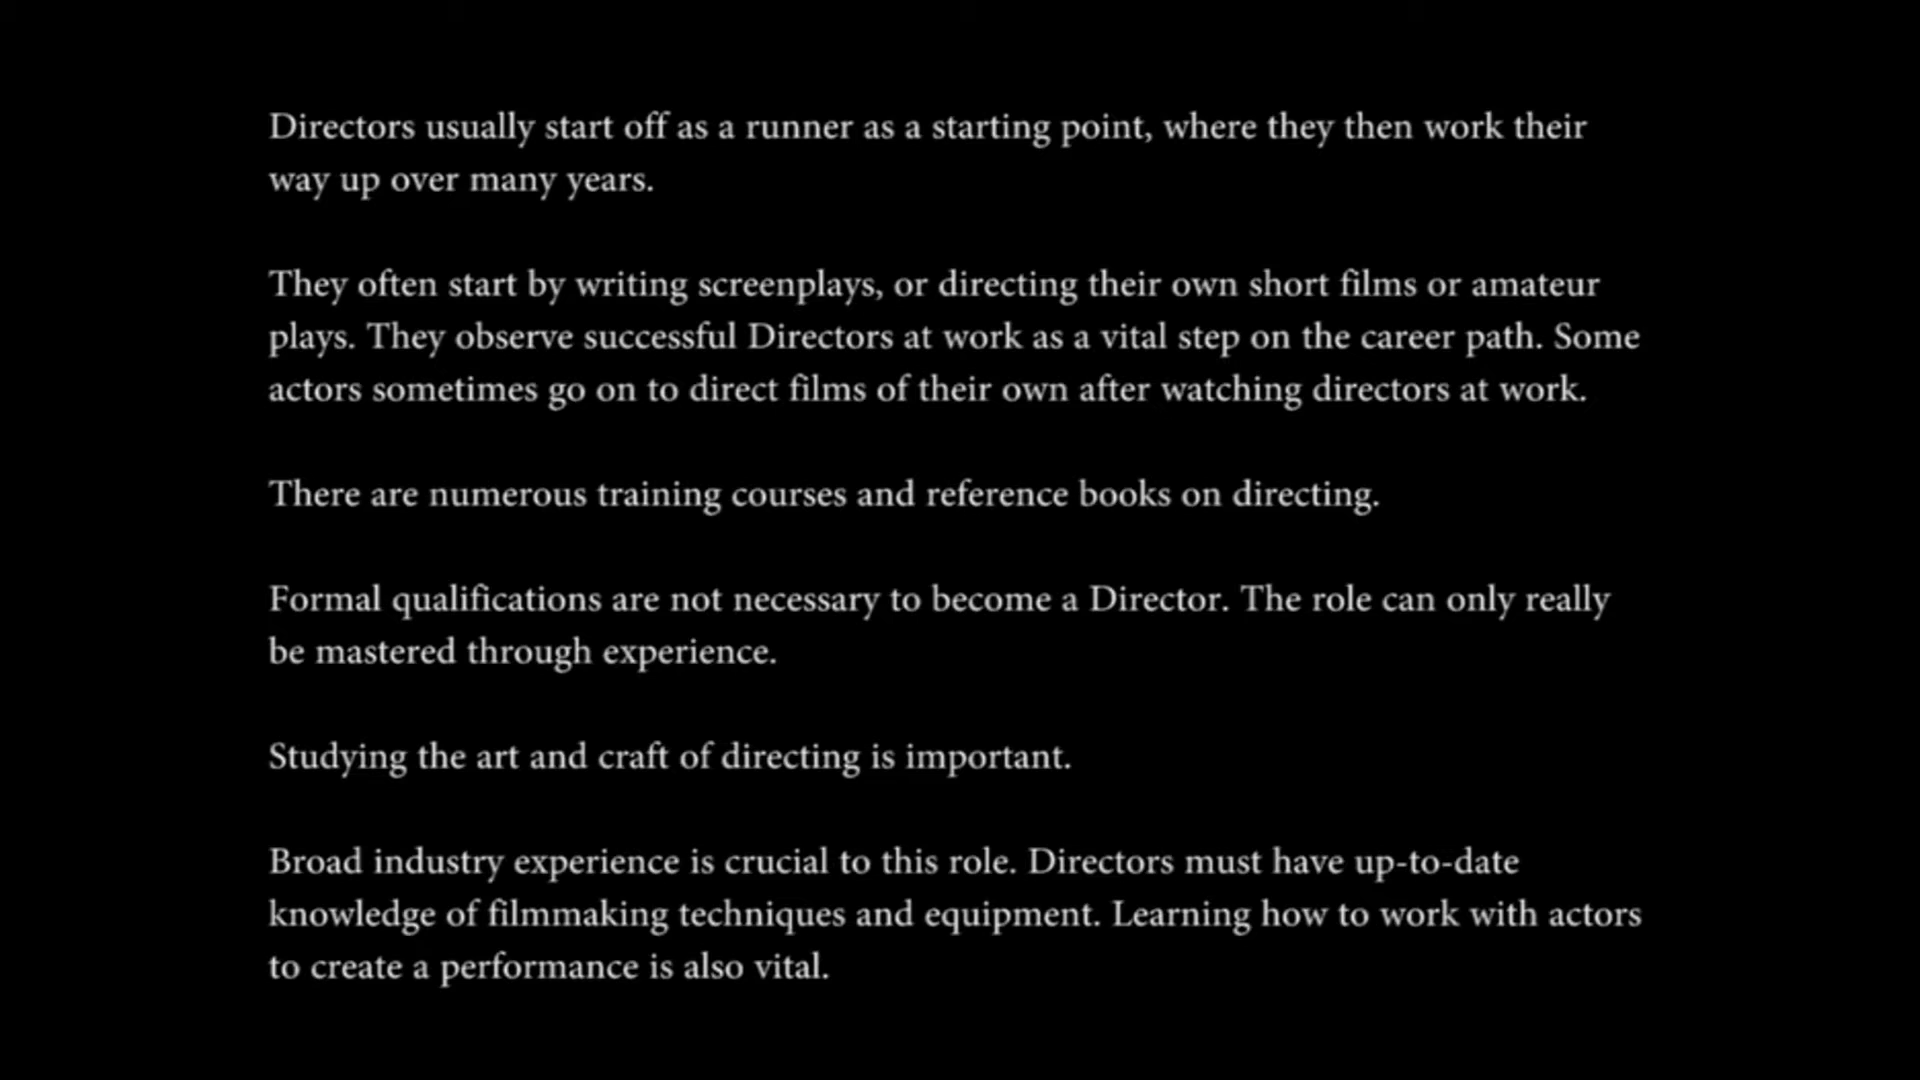 Directors usually start off as a runner as a starting point, where they then work their
way up over many years.
They often start by writing screenplays, or directing their own short films or amateur
plays. They observe successful Directors at work as a vital step on the career path. Some
actors sometimes go on to direct films of their own after watching directors at work.
There are numerous training courses and reference books on directing.
Formal qualifications are not necessary to become a Director. The role can only really
be mastered through experience.
Studying the art and craft of directing is important.
Broad industry experience is crucial to this role. Directors must have up-to-date
knowledge of filmmaking techniques and equipment. Learning how to work with actors
to create a performance is also vital.